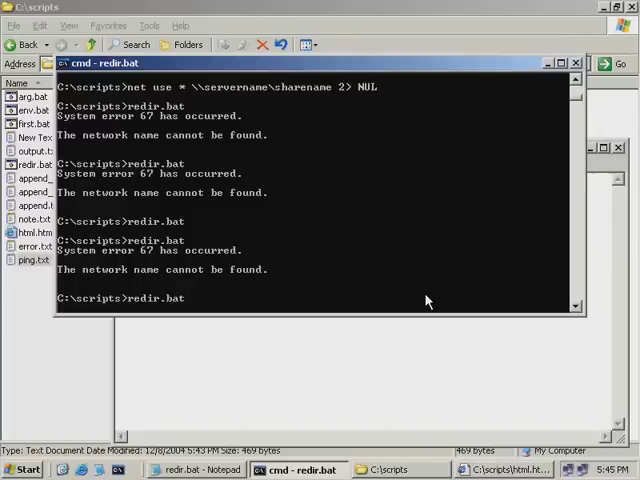 C:\scripts
File Edit View Favorites Tools Help
Back Search Folders
Address Go
Name
arg.bat
env.bat
first.bat
New Tex
output.tx
redir.bat
append_
append_
append.t
note.txt
html.htm
error.txt
ping.txt
cmd - redir.bat
C:\scripts>net use * \\servername\sharename 2> NUL
C:\scripts>redir.bat
System error 67 has occurred.
The network name cannot be found.
C:\scripts>redir.bat
System error 67 has occurred.
The network name cannot be found.
C:\scripts>redir.bat
C:\scripts>redir.bat
System error 67 has occurred.
The network name cannot be found.
C:\scripts>redir.bat
Type: Text Document Date Modified: 12/8/2004 5:43 PM Size: 469 bytes 469 bytes My Computer
Start redir.bat - Notepad cmd - redir.bat C:\scripts C:\scripts\html.ht... 5:45 PM